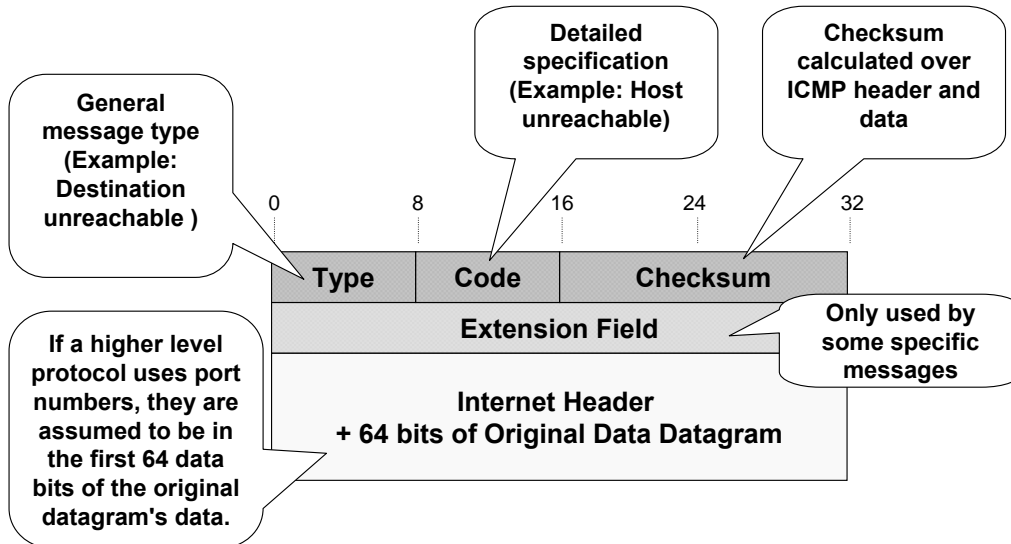 General
message type
(Example:
Destination
unreachable )
Detailed
specification
(Example: Host
unreachable)
Checksum
calculated over
ICMP header and
data
0 8 16 24 32
Type Code Checksum
Extension Field
Only used by
some specific
messages
Internet Header
+ 64 bits of Original Data Datagram
If a higher level
protocol uses port
numbers, they are
assumed to be in
the first 64 data
bits of the original
datagram's data.